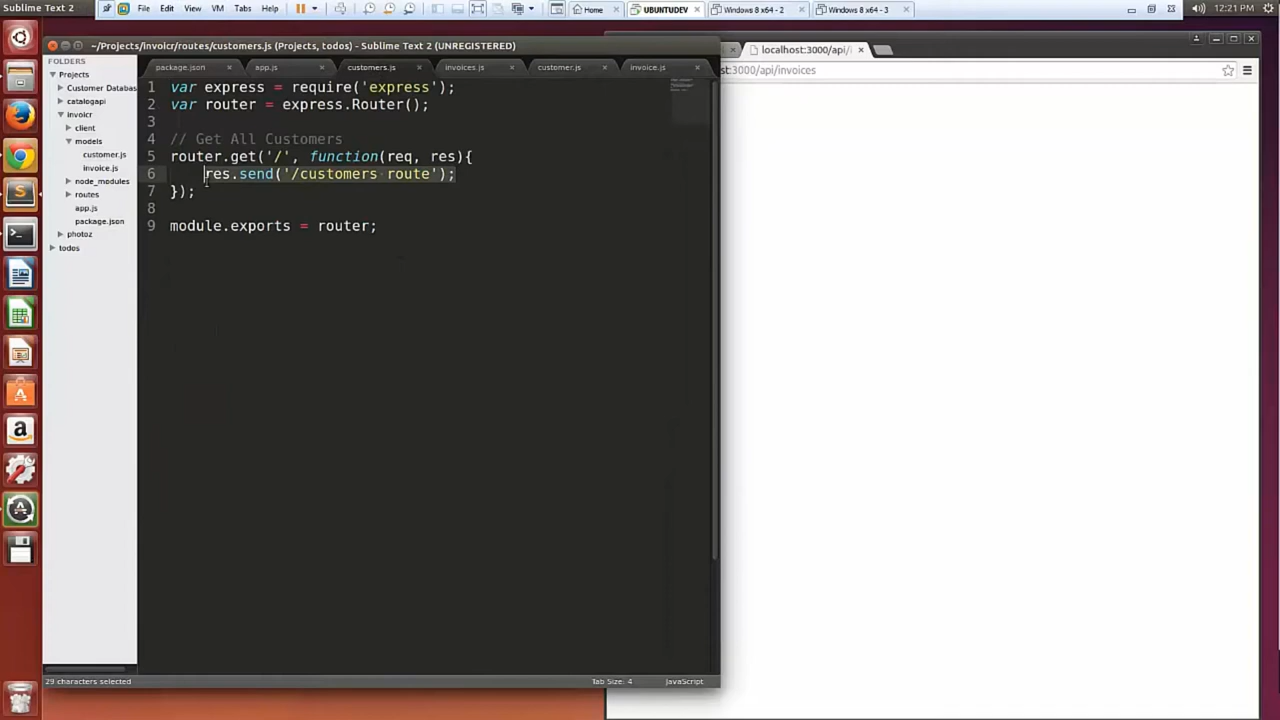 Sublime Text 2
File Edit View VM Tabs Help
Home
UBUNTUDEV
Windows 8 x64 - 2
Windows 8 x64 - 3
12:21 PM
~/Projects/invoicr/routes/customers.js (Projects, todos) - Sublime Text 2 (UNREGISTERED)
localhost:3000/api/i
:3000/api/invoices
FOLDERS
Projects
Customer Databas
catalogapi
invoicr
client
models
customer.js
invoice.js
node_modules
routes
app.js
package.json
photoz
todos
package.json
app.js
customers.js
invoices.js
customer.js
invoice.js
1 var express = require('express');
2 var router = express.Router();
3
4 // Get All Customers
5 router.get('/', function(req, res){
6 res.send('/customers route');
7 });
8
9 module.exports = router;
29 characters selected
Tab Size: 4
JavaScript